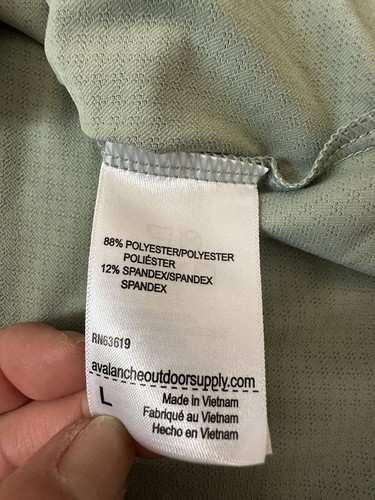 88% POLYESTER/POLYESTER
POLIÉSTER
12% SPANDEX/SPANDEX
SPANDEX
RN63619
avalancheoutdoorsupply.com
L
Made in Vietnam
Fabriqué au Vietnam
Hecho en Vietnam